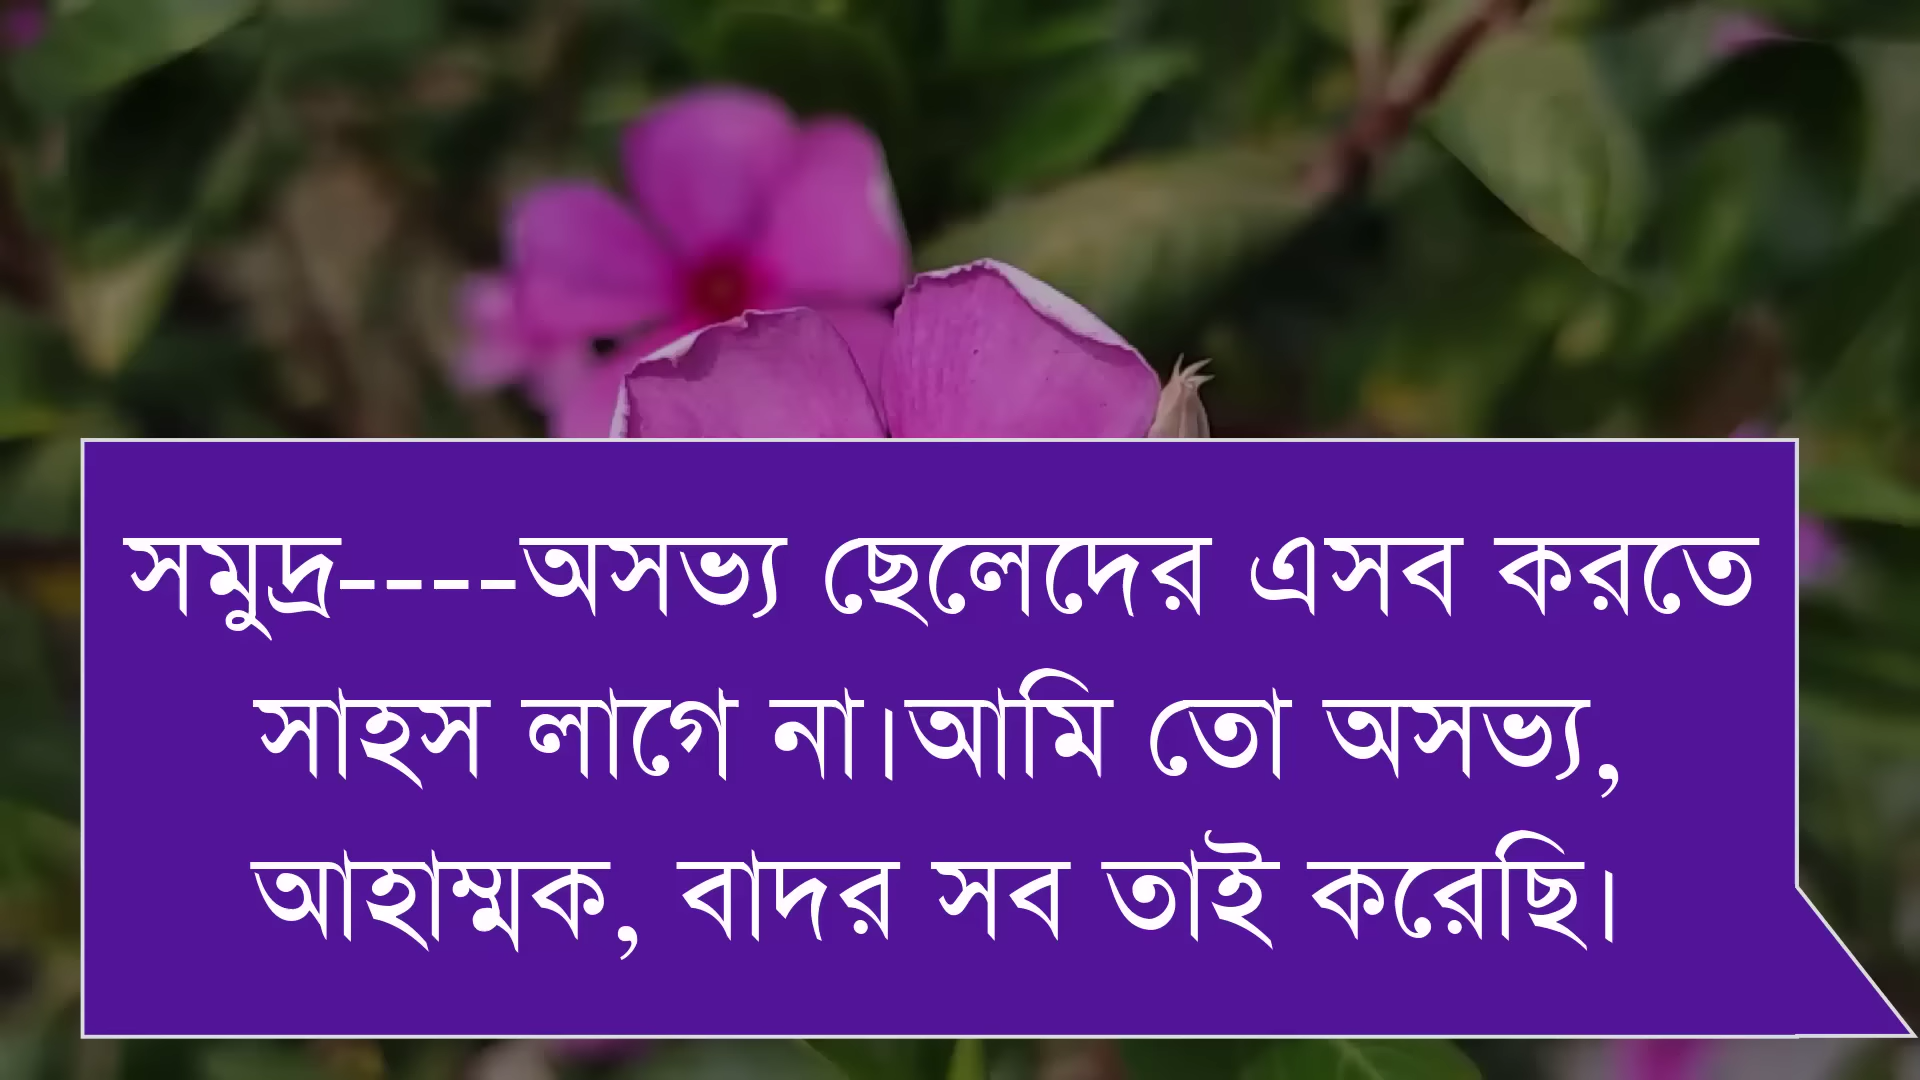 সমুদ্র----অসভ্য ছেলেদের এসব করতে
সাহস লাগে না।আমি তো অসভ্য,
আহাম্মক, বাদর সব তাই করেছি।